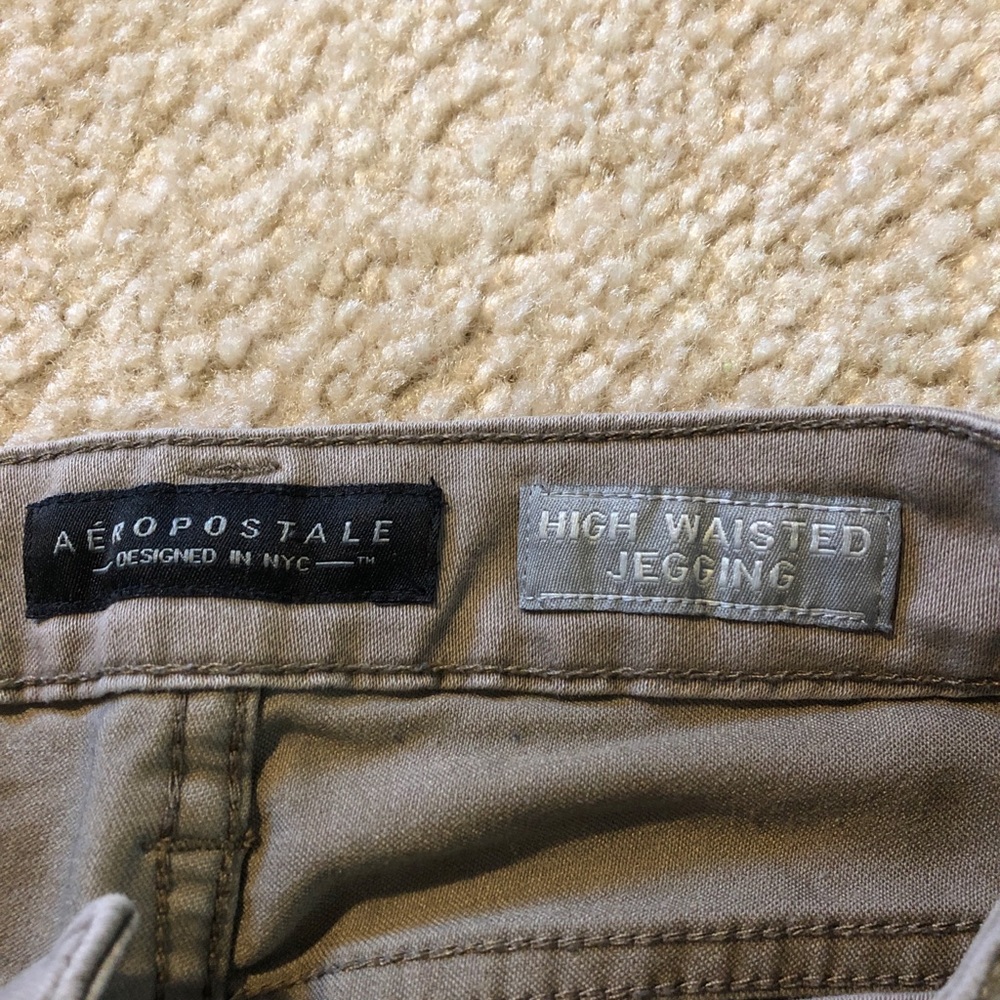 AÉROPOSTALE
DESIGNED IN NYC ™
HIGH WAISTED
JEGGING